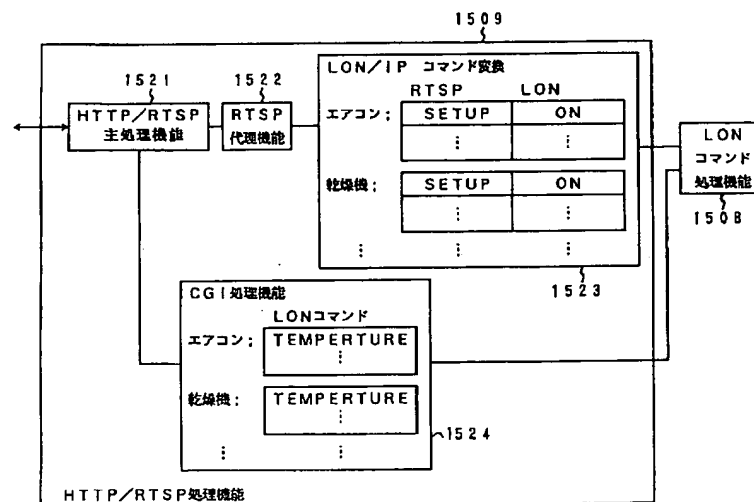 1509
1521
1522
HTTP/RTSP
主処理機能
RTSP
代理機能
LON/IP コマンド変換
RTSP LON
エアコン; SETUP ON
⋮ ⋮
乾燥機; SETUP ON
⋮ ⋮
⋮ ⋮ ⋮
1523
LON
コマンド
処理機能
1508
CGI処理機能
LONコマンド
エアコン; TEMPERTURE
⋮
乾燥機; TEMPERTURE
⋮
⋮ ⋮
1524
HTTP/RTSP処理機能